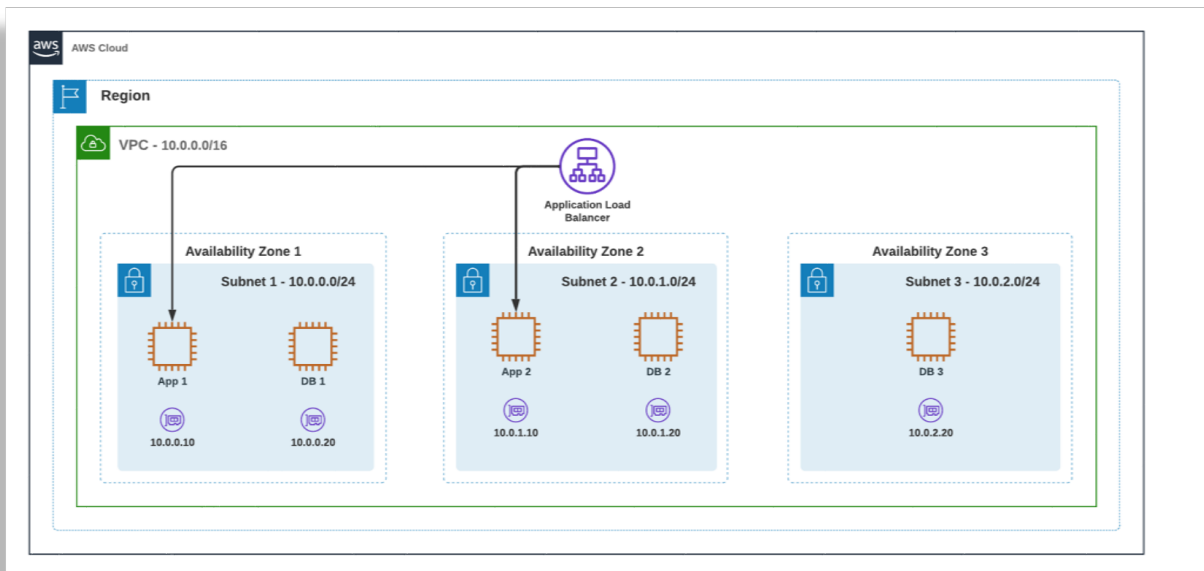 aws
AWS Cloud
Region
VPC - 10.0.0.0/16
Application Load
Balancer
Availability Zone 1
Availability Zone 2
Availability Zone 3
Subnet 1 - 10.0.0.0/24
Subnet 2 - 10.0.1.0/24
Subnet 3 - 10.0.2.0/24
App 1
DB 1
App 2
DB 2
DB 3
10.0.0.10
10.0.0.20
10.0.1.10
10.0.1.20
10.0.2.20